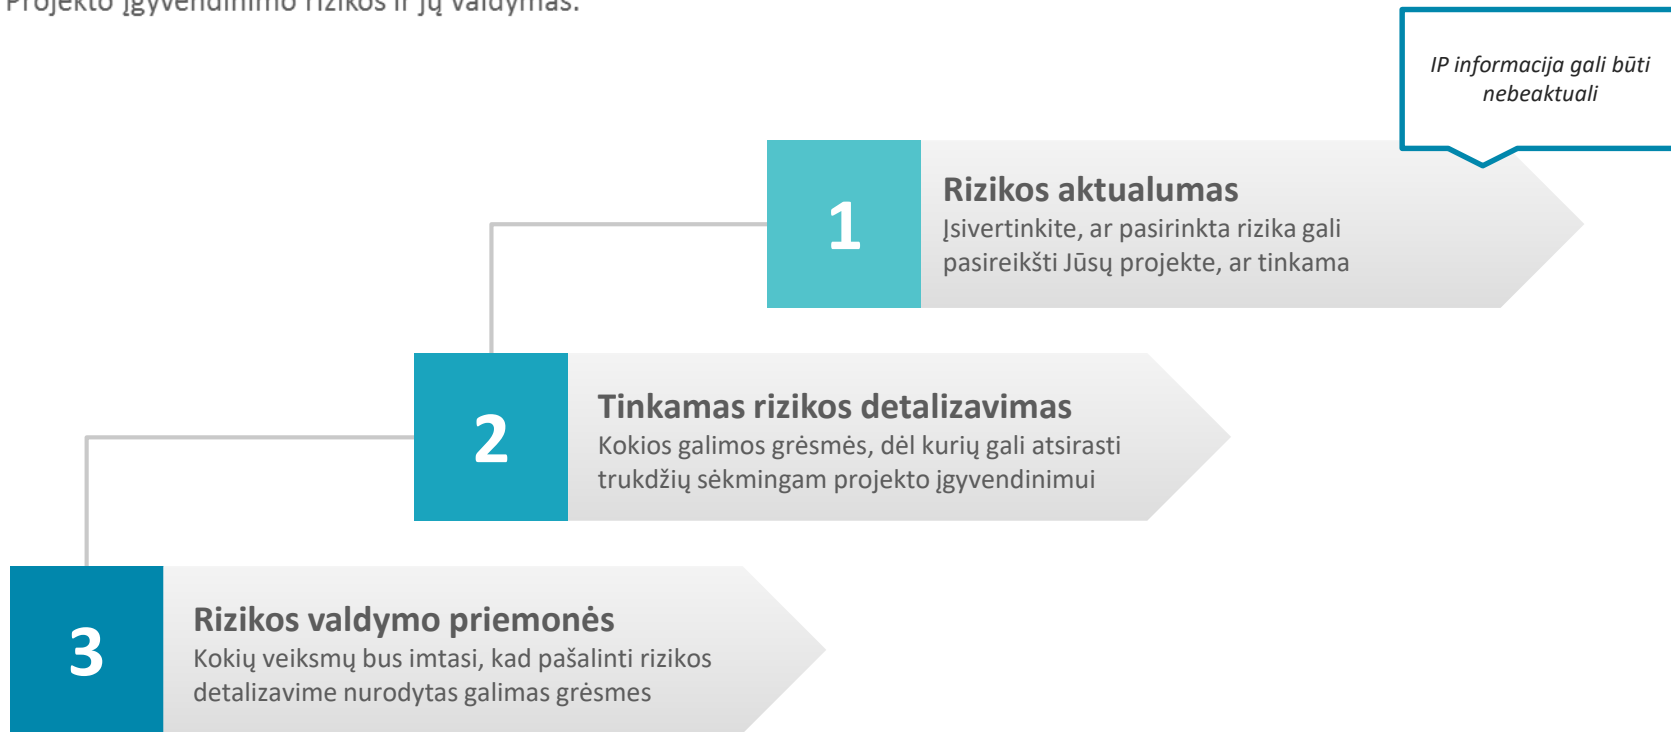 Projekto įgyvendinimo rizikos ir jų valdymas.
IP informacija gali būti
nebeaktuali
1
Rizikos aktualumas
Įsivertinkite, ar pasirinkta rizika gali
pasireikšti Jūsų projekte, ar tinkama
2
Tinkamas rizikos detalizavimas
Kokios galimos grėsmės, dėl kurių gali atsirasti
trukdžių sėkmingam projekto įgyvendinimui
3
Rizikos valdymo priemonės
Kokių veiksmų bus imtasi, kad pašalinti rizikos
detalizavime nurodytas galimas grėsmes